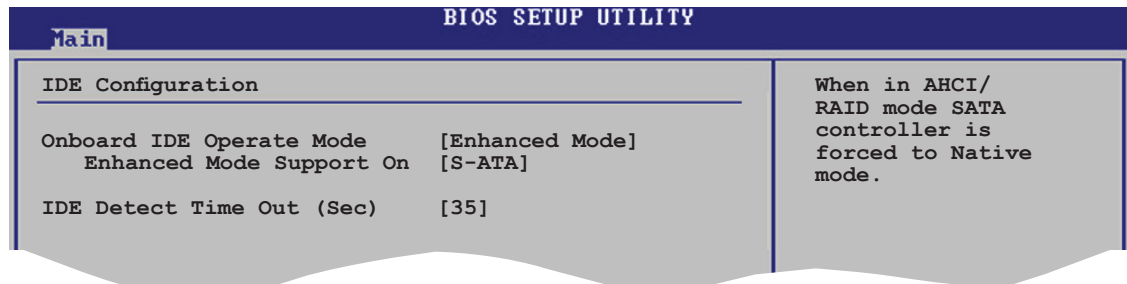 BIOS SETUP UTILITY
Main
IDE Configuration
Onboard IDE Operate Mode [Enhanced Mode]
Enhanced Mode Support On [S-ATA]
IDE Detect Time Out (Sec) [35]
When in AHCI/
RAID mode SATA
controller is
forced to Native
mode.